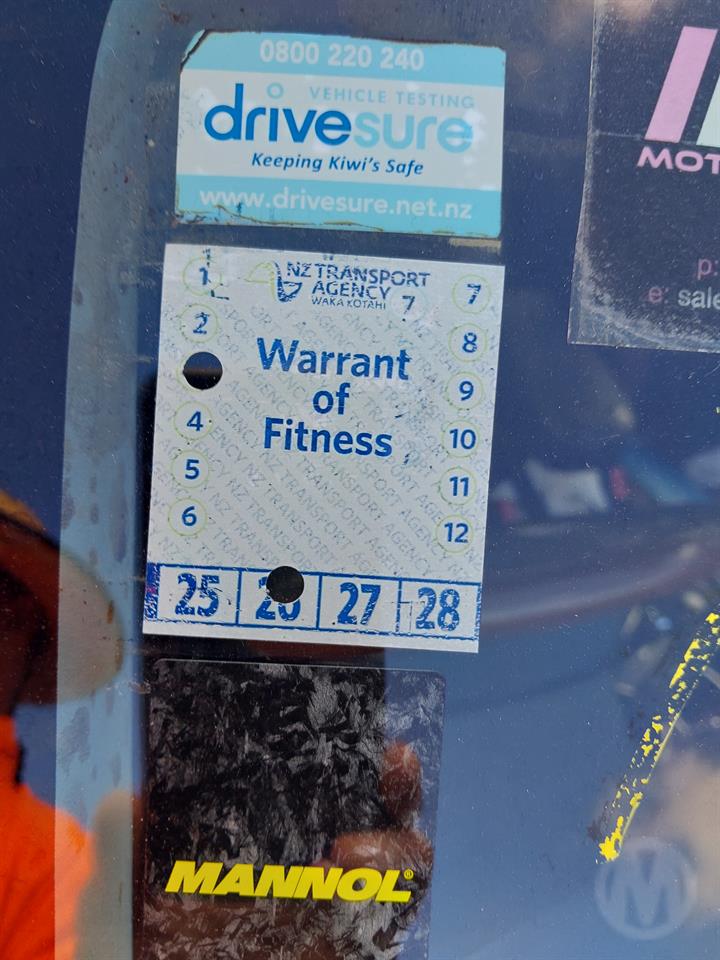 0800 220 240
VEHICLE TESTING
drivesure
Keeping Kiwi's Safe
www.drivesure.net.nz
MOT
p:
e: sale
NZ TRANSPORT
AGENCY
WAKA KOTAHI
7
1
2
4
5
6
7
8
9
10
11
12
Warrant
of
Fitness
25 26 27 28
MANNOL®
M